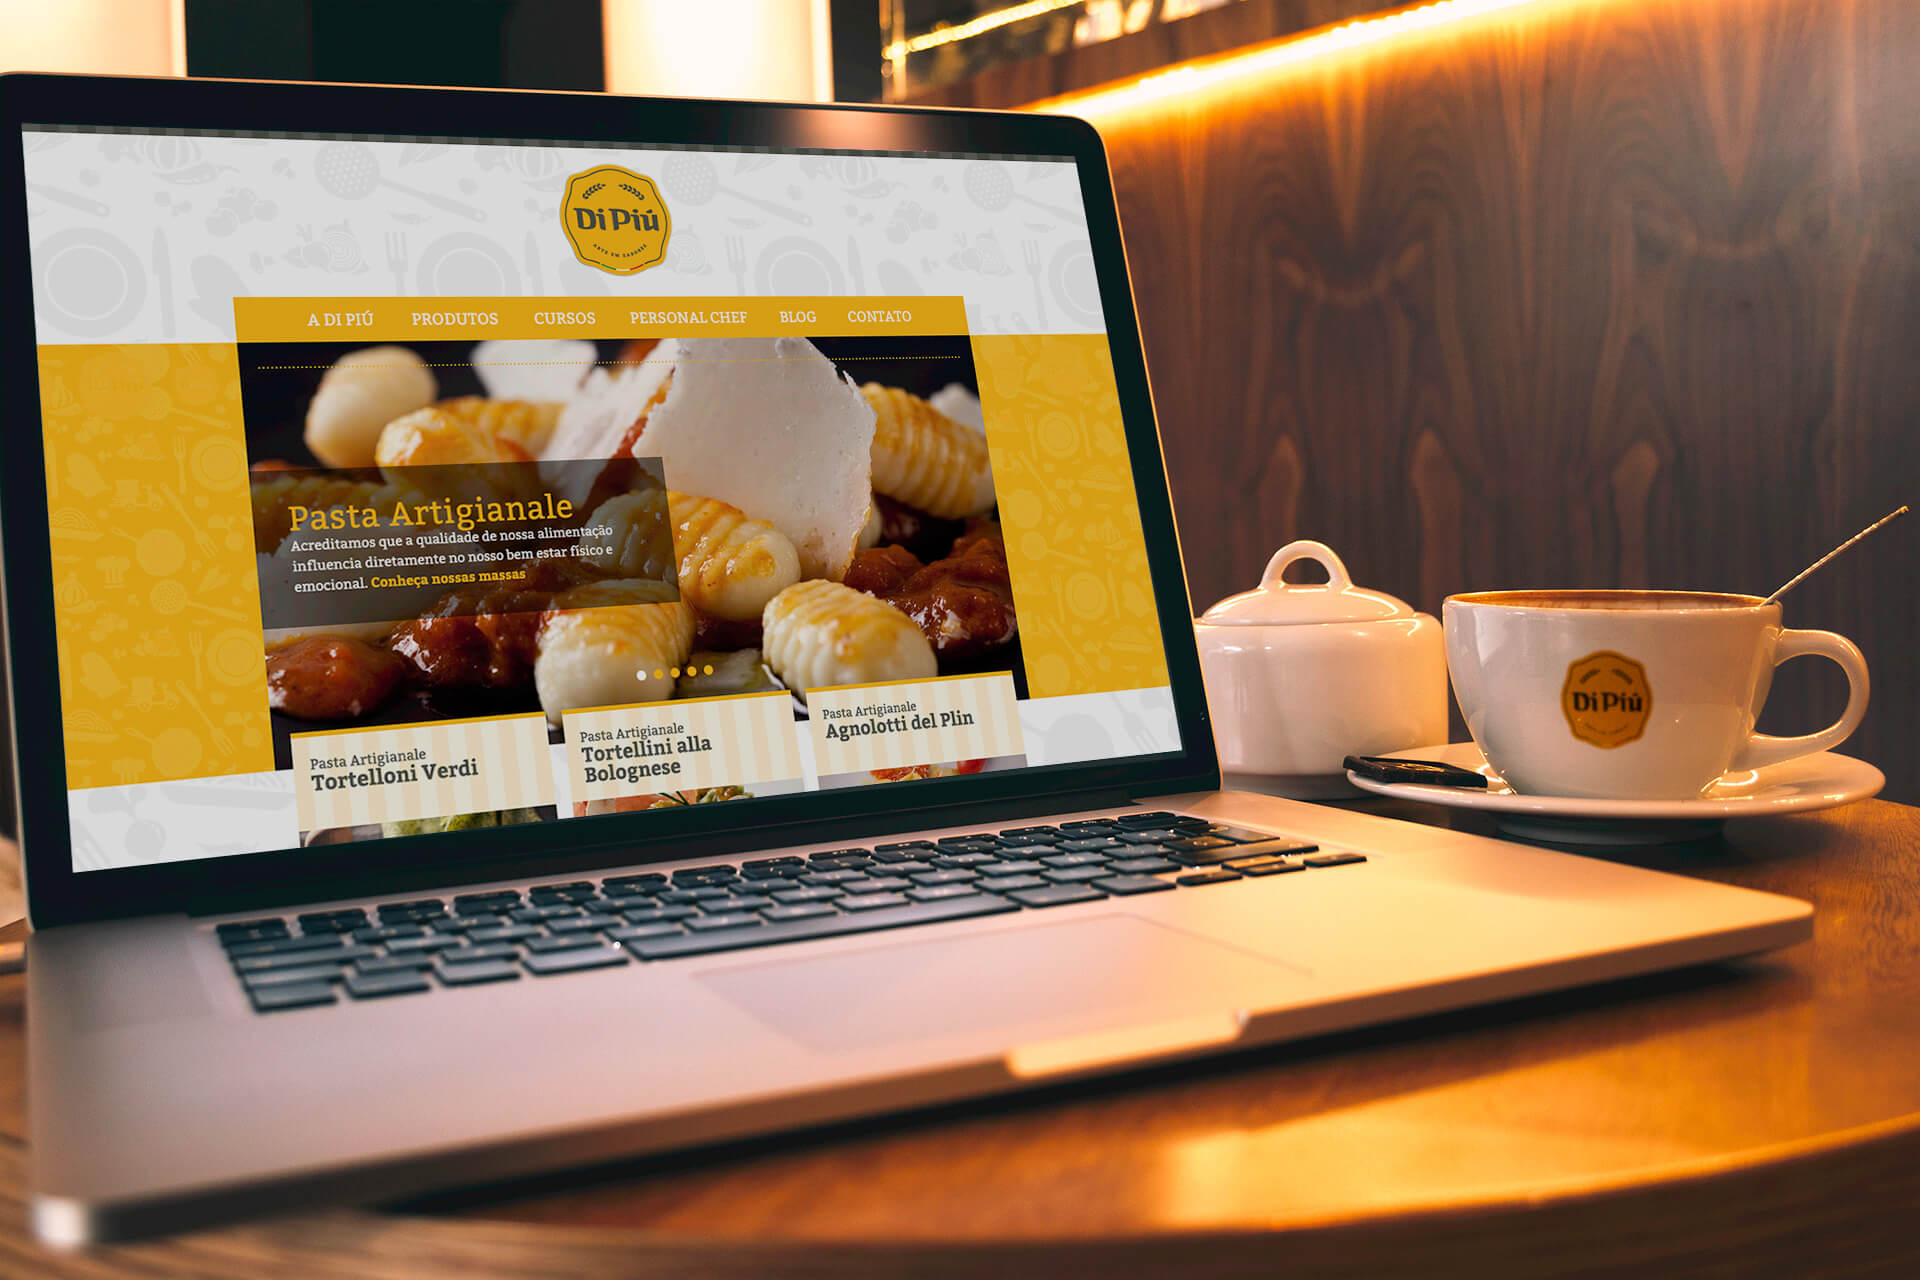 Di Piú
ARTE EM SABORES
A DI PIÚ PRODUTOS CURSOS PERSONAL CHEF BLOG CONTATO
Pasta Artigianale
Acreditamos que a qualidade de nossa alimentação
influencia diretamente no nosso bem estar físico e
emocional. Conheça nossas massas
Pasta Artigianale
Tortelloni Verdi
Pasta Artigianale
Tortellini alla
Bolognese
Pasta Artigianale
Agnolotti del Plin
Di Piú